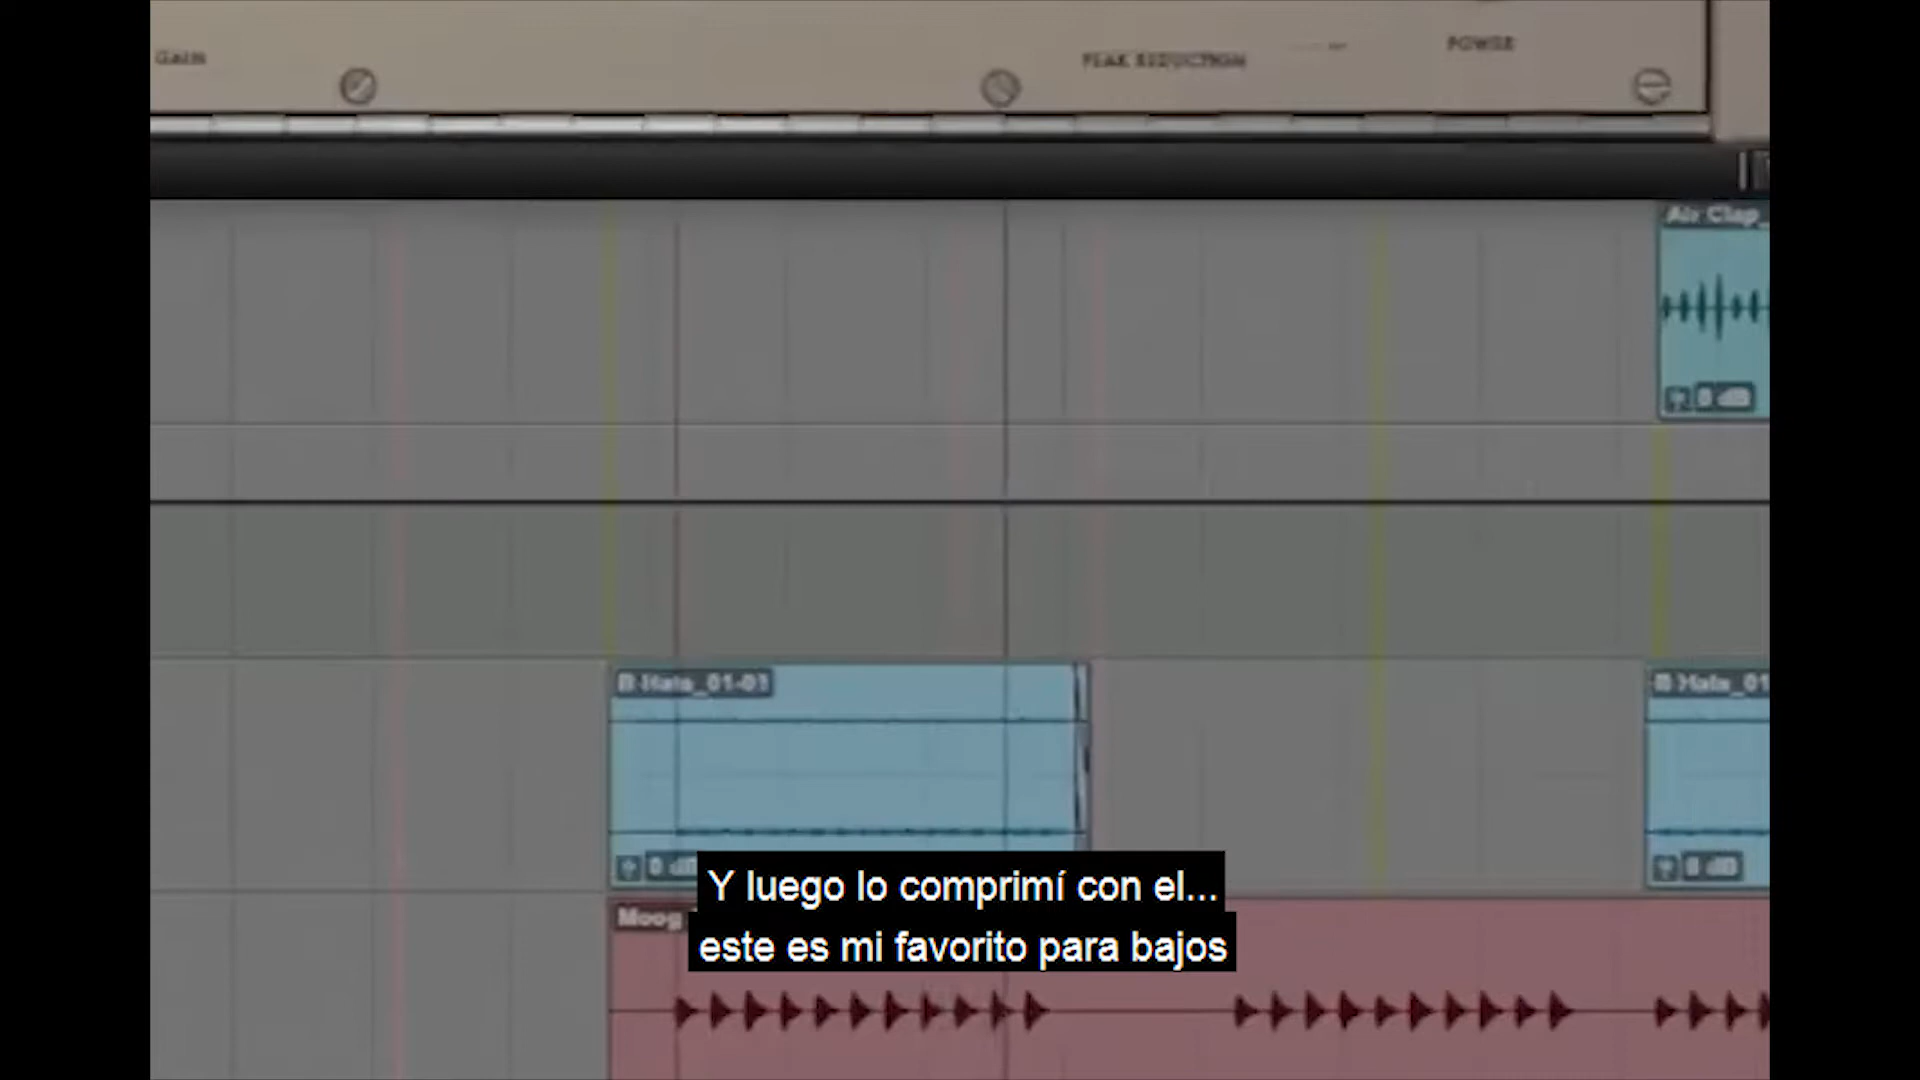 GAIN
PEAK REDUCTION
POWER
Air Clap_
0 dB
B Hats_01-01
B Hats_01
0 dB
0 dB
Moog
Y luego lo comprimí con el...
este es mi favorito para bajos